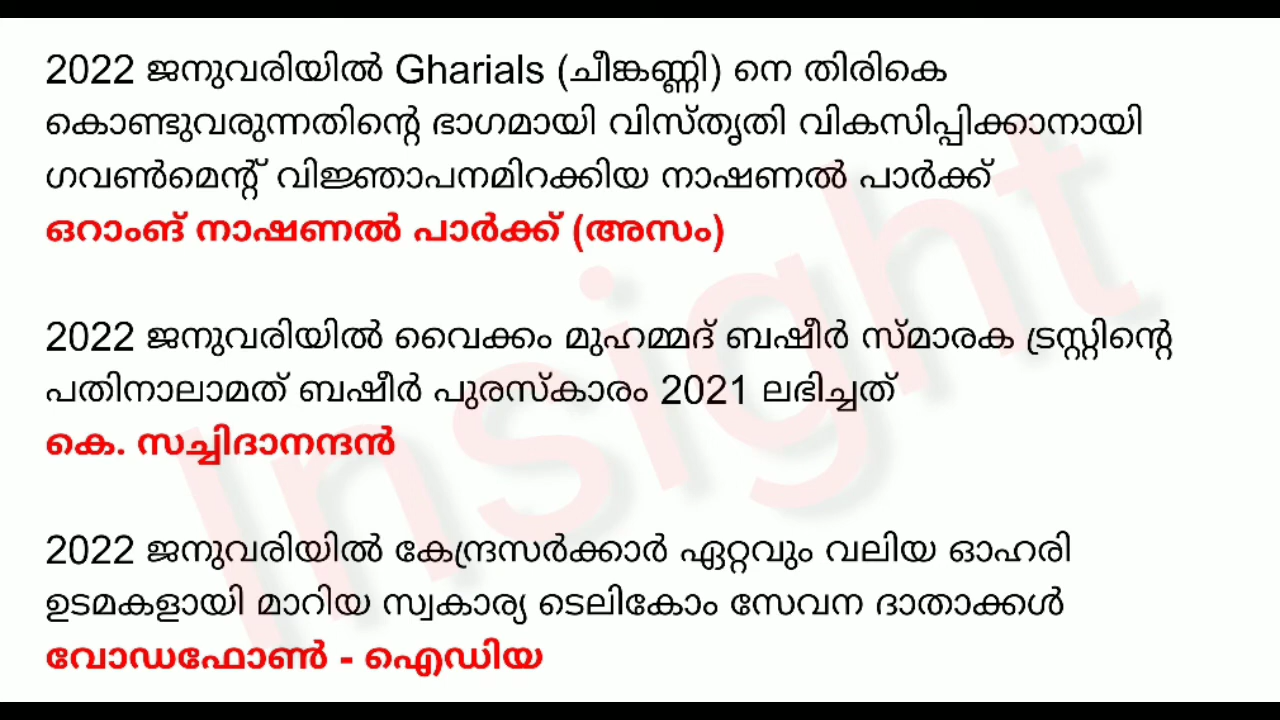 2022 ജനുവരിയിൽ Gharials (ചീങ്കണ്ണി) നെ തിരികെ
കൊണ്ടുവരുന്നതിന്റെ ഭാഗമായി വിസ്തൃതി വികസിപ്പിക്കാനായി
ഗവൺമെന്റ് വിജ്ഞാപനമിറക്കിയ നാഷണൽ പാർക്ക്
ഒറാംങ് നാഷണൽ പാർക്ക് (അസം)
2022 ജനുവരിയിൽ വൈക്കം മുഹമ്മദ് ബഷീർ സ്മാരക ട്രസ്റ്റിന്റെ
പതിനാലാമത് ബഷീർ പുരസ്കാരം 2021 ലഭിച്ചത്
കെ. സച്ചിദാനന്ദൻ
2022 ജനുവരിയിൽ കേന്ദ്രസർക്കാർ ഏറ്റവും വലിയ ഓഹരി
ഉടമകളായി മാറിയ സ്വകാര്യ ടെലികോം സേവന ദാതാക്കൾ
വോഡഫോൺ - ഐഡിയ
Insight